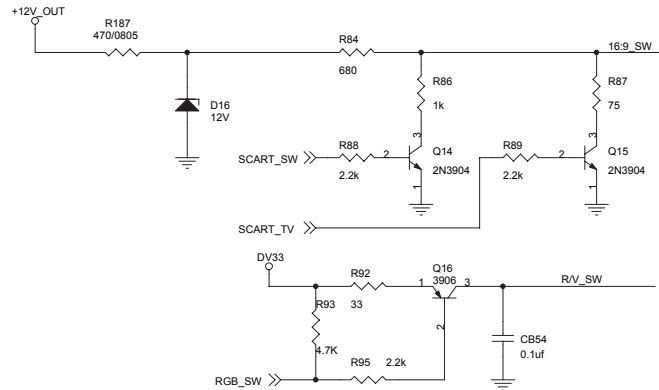 +12V_OUT
R187
470/0805
R84
680
16:9_SW
D16
12V
R86
1k
R87
75
3
3
SCART_SW
R88
2.2k
2
Q14
2N3904
R89
2.2k
2
Q15
2N3904
1
1
SCART_TV
DV33
R92
33
Q16
3906
1
3
R/V_SW
R93
4.7K
2
CB54
0.1uf
R95
2.2k
RGB_SW